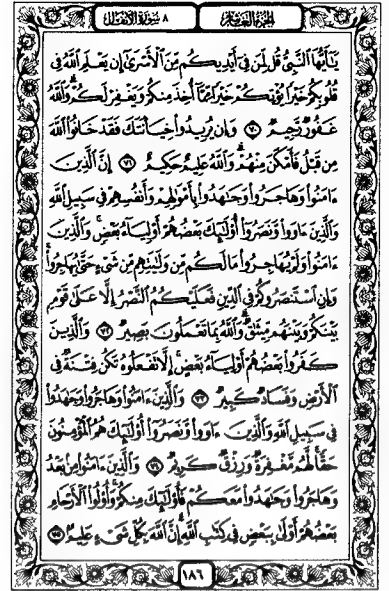 الجزء العاشر ٨ سورة الأنفال
يَـٰٓأَيُّهَا ٱلنَّبِىُّ قُل لِّمَن فِىٓ أَيْدِيكُم مِّنَ ٱلْأَسْرَىٰٓ إِن يَعْلَمِ ٱللَّهُ فِى
قُلُوبِكُمْ خَيْرًا يُؤْتِكُمْ خَيْرًا مِّمَّآ أُخِذَ مِنكُمْ وَيَغْفِرْ لَكُمْ ۗ وَٱللَّهُ
غَفُورٌ رَّحِيمٌ ٧٠ وَإِن يُرِيدُوا۟ خِيَانَتَكَ فَقَدْ خَانُوا۟ ٱللَّهَ
مِن قَبْلُ فَأَمْكَنَ مِنْهُمْ ۗ وَٱللَّهُ عَلِيمٌ حَكِيمٌ ٧١ إِنَّ ٱلَّذِينَ
ءَامَنُوا۟ وَهَاجَرُوا۟ وَجَـٰهَدُوا۟ بِأَمْوَٰلِهِمْ وَأَنفُسِهِمْ فِى سَبِيلِ ٱللَّهِ
وَٱلَّذِينَ ءَاوَوا۟ وَّنَصَرُوٓا۟ أُو۟لَـٰٓئِكَ بَعْضُهُمْ أَوْلِيَآءُ بَعْضٍ ۚ وَٱلَّذِينَ
ءَامَنُوا۟ وَلَمْ يُهَاجِرُوا۟ مَا لَكُم مِّن وَلَـٰيَتِهِم مِّن شَىْءٍ حَتَّىٰ يُهَاجِرُوا۟ ۚ
وَإِنِ ٱسْتَنصَرُوكُمْ فِى ٱلدِّينِ فَعَلَيْكُمُ ٱلنَّصْرُ إِلَّا عَلَىٰ قَوْمٍۭ
بَيْنَكُمْ وَبَيْنَهُم مِّيثَـٰقٌ ۗ وَٱللَّهُ بِمَا تَعْمَلُونَ بَصِيرٌ ٧٢ وَٱلَّذِينَ
كَفَرُوا۟ بَعْضُهُمْ أَوْلِيَآءُ بَعْضٍ ۚ إِلَّا تَفْعَلُوهُ تَكُن فِتْنَةٌ فِى
ٱلْأَرْضِ وَفَسَادٌ كَبِيرٌ ٧٣ وَٱلَّذِينَ ءَامَنُوا۟ وَهَاجَرُوا۟ وَجَـٰهَدُوا۟
فِى سَبِيلِ ٱللَّهِ وَٱلَّذِينَ ءَاوَوا۟ وَّنَصَرُوٓا۟ أُو۟لَـٰٓئِكَ هُمُ ٱلْمُؤْمِنُونَ
حَقًّا ۚ لَّهُم مَّغْفِرَةٌ وَرِزْقٌ كَرِيمٌ ٧٤ وَٱلَّذِينَ ءَامَنُوا۟ مِنۢ بَعْدُ
وَهَاجَرُوا۟ وَجَـٰهَدُوا۟ مَعَكُمْ فَأُو۟لَـٰٓئِكَ مِنكُمْ ۚ وَأُو۟لُوا۟ ٱلْأَرْحَامِ
بَعْضُهُمْ أَوْلَىٰ بِبَعْضٍ فِى كِتَـٰبِ ٱللَّهِ ۗ إِنَّ ٱللَّهَ بِكُلِّ شَىْءٍ عَلِيمٌۢ ٧٥
١٨٦